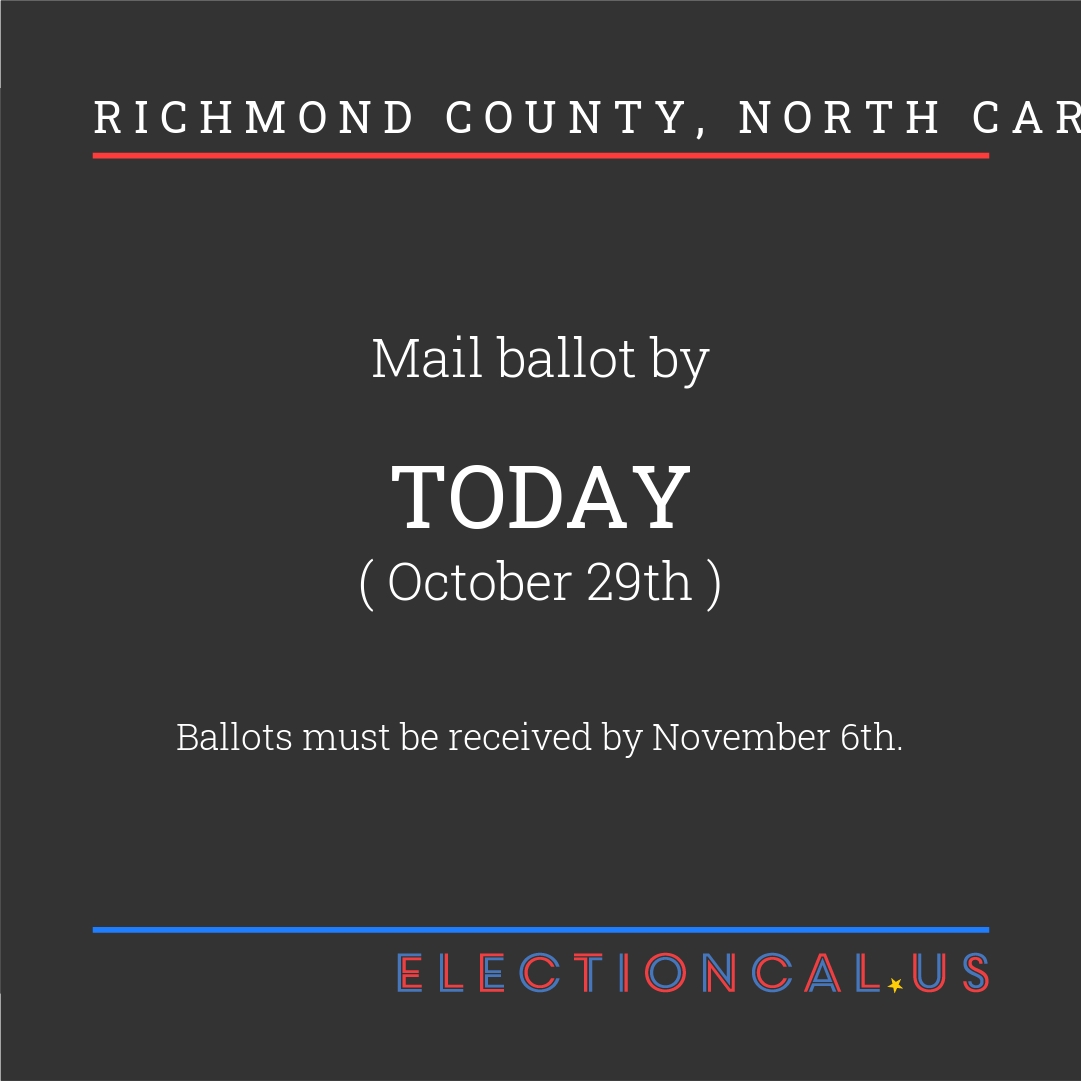 RICHMOND COUNTY, NORTH CAR
Mail ballot by
TODAY
( October 29th )
Ballots must be received by November 6th.
ELECTIONCAL.US